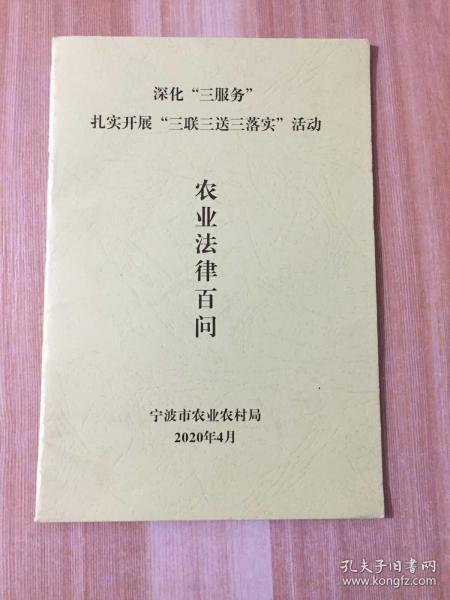 深化“三服务”
扎实开展“三联三送三落实”活动
农业法律百问
宁波市农业农村局
2020年4月
孔夫子旧书网
www.kongfz.com